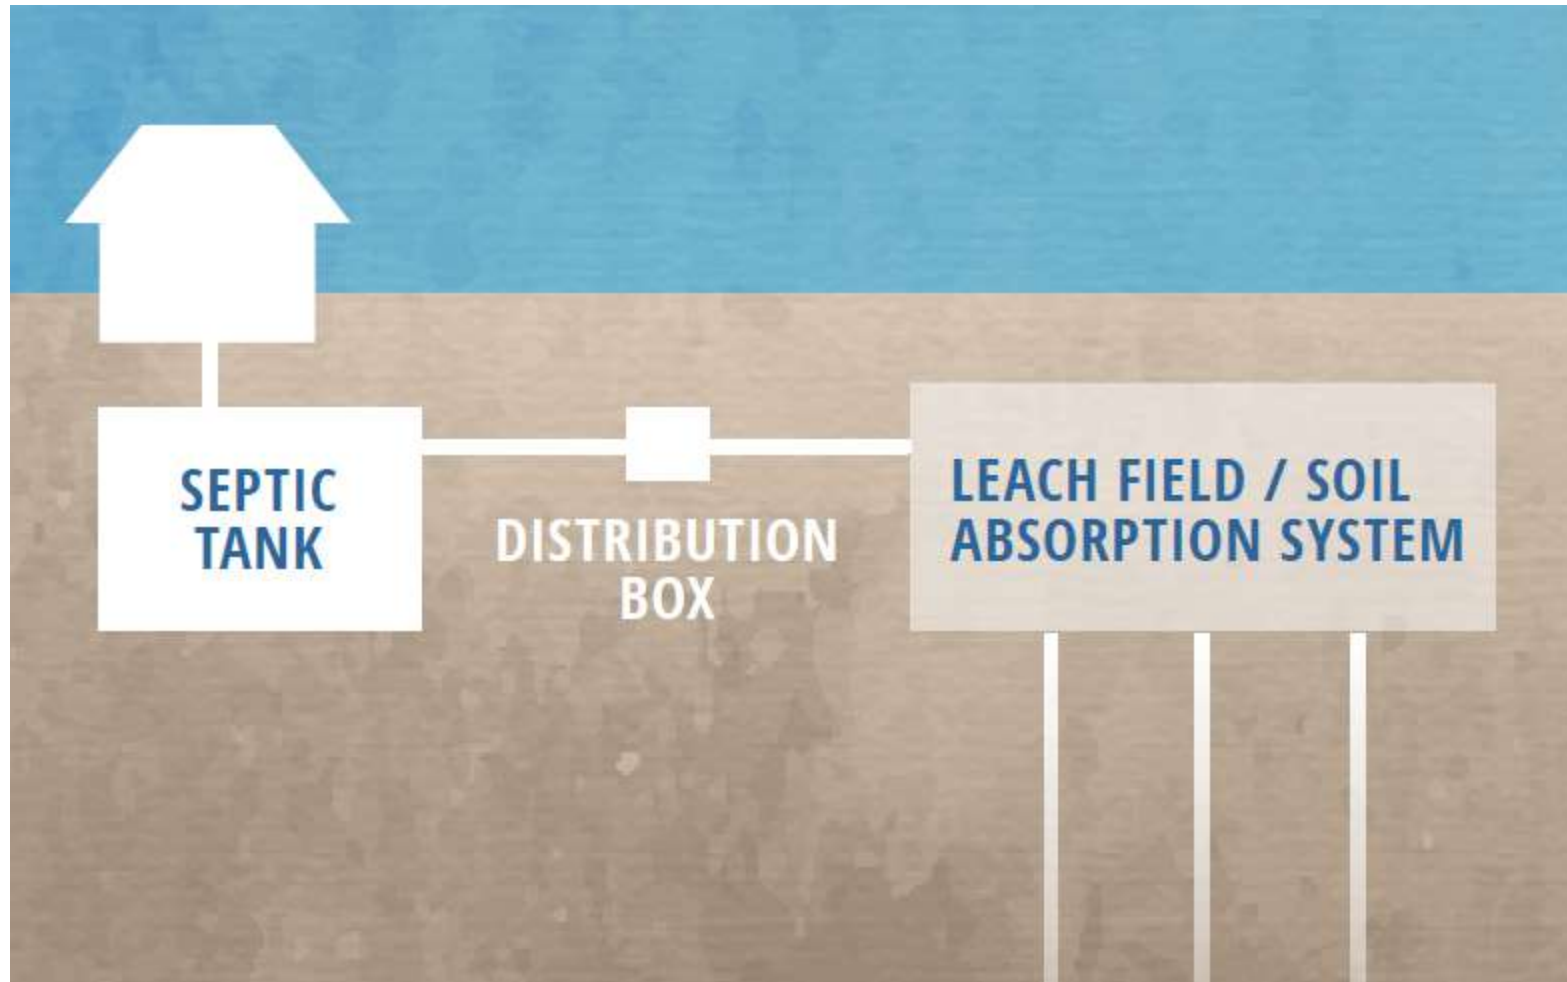 SEPTIC
TANK
DISTRIBUTION
BOX
LEACH FIELD / SOIL
ABSORPTION SYSTEM